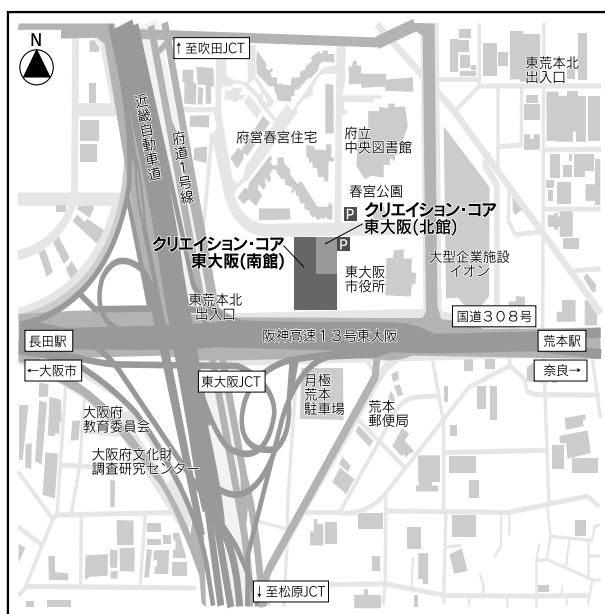 N
↑至吹田JCT
東荒本北
出入口
近畿自動車道
府道1号線
府営春宮住宅
府立
中央図書館
春宮公園
P
クリエイション・コア
東大阪(北館)
P
クリエイション・コア
東大阪(南館)
大型企業施設
イオン
東大阪
市役所
東荒本北
出入口
国道308号
長田駅
阪神高速13号東大阪
荒本駅
←大阪市
東大阪JCT
奈良→
月極
荒本
駐車場
荒本
郵便局
大阪府
教育委員会
大阪府文化財
調査研究センター
↓至松原JCT